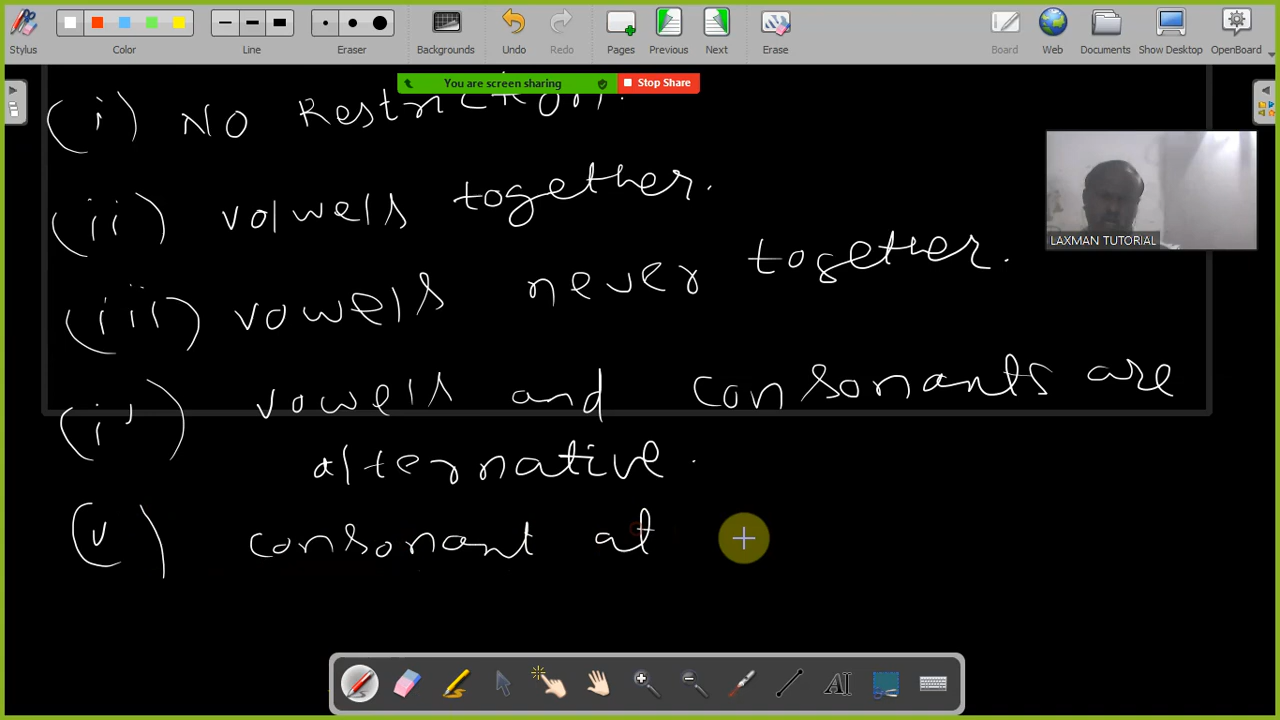 Stylus Color Line Eraser Backgrounds Undo Redo Pages Previous Next Erase Board Web Documents Show Desktop OpenBoard
You are screen sharing Stop Share
(i) No Restriction.
(ii) volwels together.
LAXMAN TUTORIAL
(iii) vowels never together.
(i') vowels and consonants are
alternative.
(v) consonant at